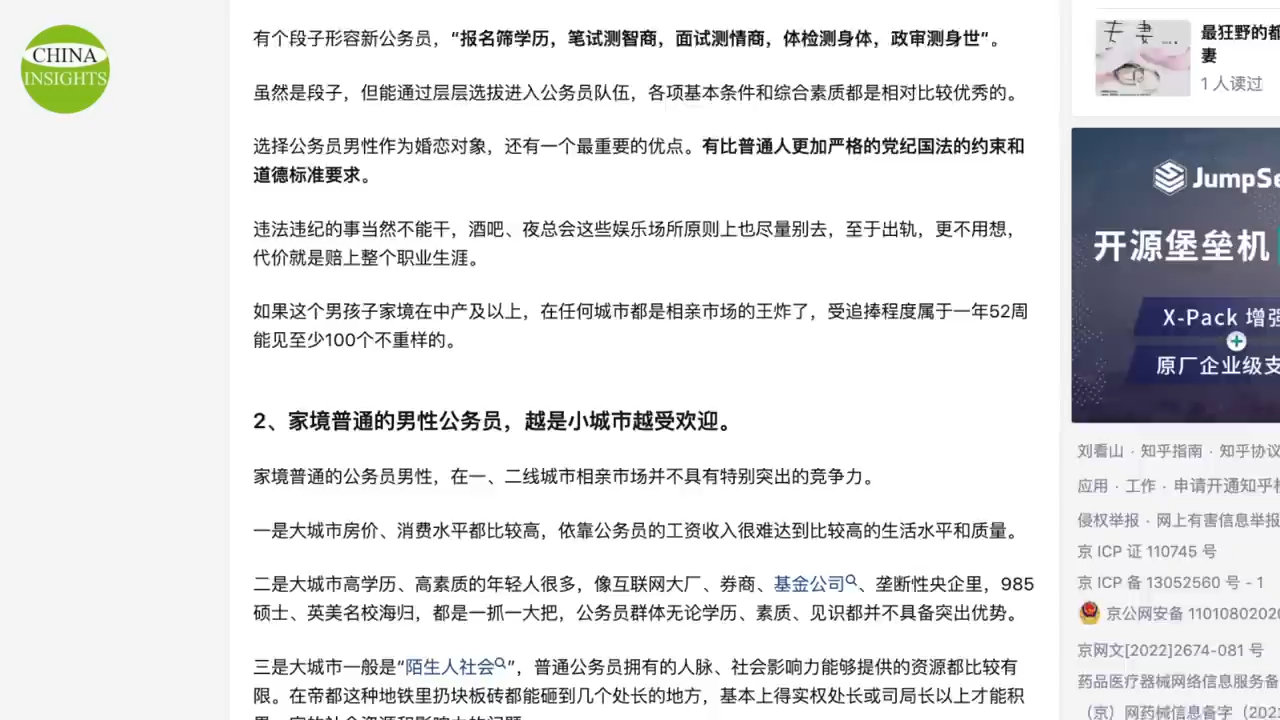 CHINA
INSIGHTS
有个段子形容新公务员，“报名筛学历，笔试测智商，面试测情商，体检测身体，政审测身世”。
虽然是段子，但能通过层层选拔进入公务员队伍，各项基本条件和综合素质都是相对比较优秀的。
选择公务员男性作为婚恋对象，还有一个最重要的优点。有比普通人更加严格的党纪国法的约束和
道德标准要求。
违法违纪的事当然不能干，酒吧、夜总会这些娱乐场所原则上也尽量别去，至于出轨，更不用想，
代价就是赔上整个职业生涯。
如果这个男孩子家境在中产及以上，在任何城市都是相亲市场的王炸了，受追捧程度属于一年52周
能见至少100个不重样的。
2、家境普通的男性公务员，越是小城市越受欢迎。
家境普通的公务员男性，在一、二线城市相亲市场并不具有特别突出的竞争力。
一是大城市房价、消费水平都比较高，依靠公务员的工资收入很难达到比较高的生活水平和质量。
二是大城市高学历、高素质的年轻人很多，像互联网大厂、券商、基金公司、垄断性央企里，985
硕士、英美名校海归，都是一抓一大把，公务员群体无论学历、素质、见识都并不具备突出优势。
三是大城市一般是“陌生人社会”，普通公务员拥有的人脉、社会影响力能够提供的资源都比较有
限。在帝都这种地铁里扔块板砖都能砸到几个处长的地方，基本上得实权处长或司局长以上才能积
夫 妻
最狂野的都
妻
1 人读过
JumpSe
开源堡垒机
X-Pack 增强
原厂企业级支
刘看山 · 知乎指南 · 知乎协议
应用 · 工作 · 申请开通知乎机
侵权举报 · 网上有害信息举报
京 ICP 证 110745 号
京 ICP 备 13052560 号 - 1
京公网安备 1101080202
京网文[2022]2674-081 号
药品医疗器械网络信息服务备
（京）网药械信息备字（202